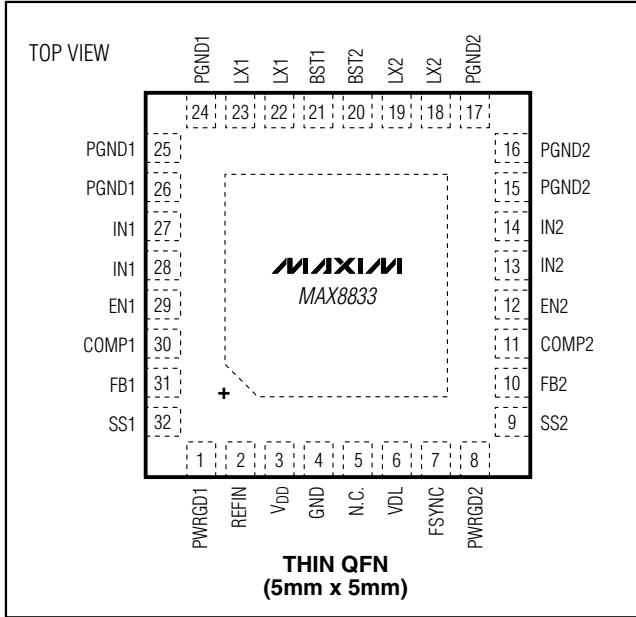 TOP VIEW
PGND1 LX1 LX1 BST1 BST2 LX2 LX2 PGND2
24 23 22 21 20 19 18 17
PGND1 25 16 PGND2
PGND1 26 15 PGND2
IN1 27 14 IN2
IN1 28 13 IN2
EN1 29 12 EN2
COMP1 30 11 COMP2
FB1 31 10 FB2
SS1 32 9 SS2
MAXIM
MAX8833
+
1 2 3 4 5 6 7 8
PWRGD1 REFIN VDD GND N.C. VDL FSYNC PWRGD2
THIN QFN
(5mm x 5mm)